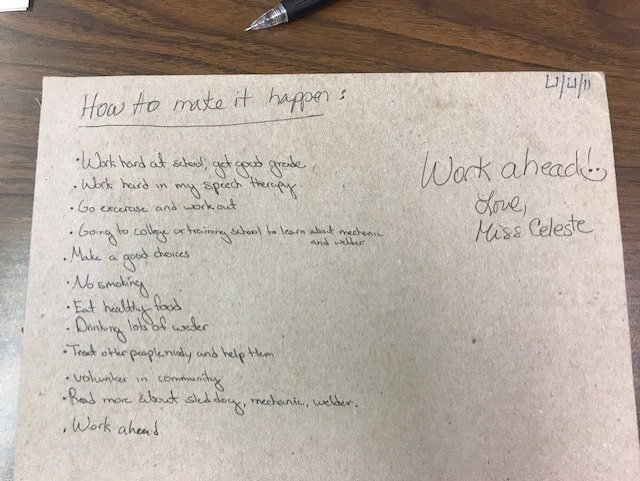 4/4/11
How to make it happen:
• Work hard at school, get good grade
• Work hard in my speech therapy
• Go excercise and workout
• Going to college or training school to learn about mechanic
and welder
• Make a good choices
• No smoking
• Eat healthy food
• Drinking lots of water
• Treat other people nicely and help them
• volunteer in community
• Read more about sled dog, mechanic, welder.
• Work ahead
Work ahead!
Love,
Miss Celeste